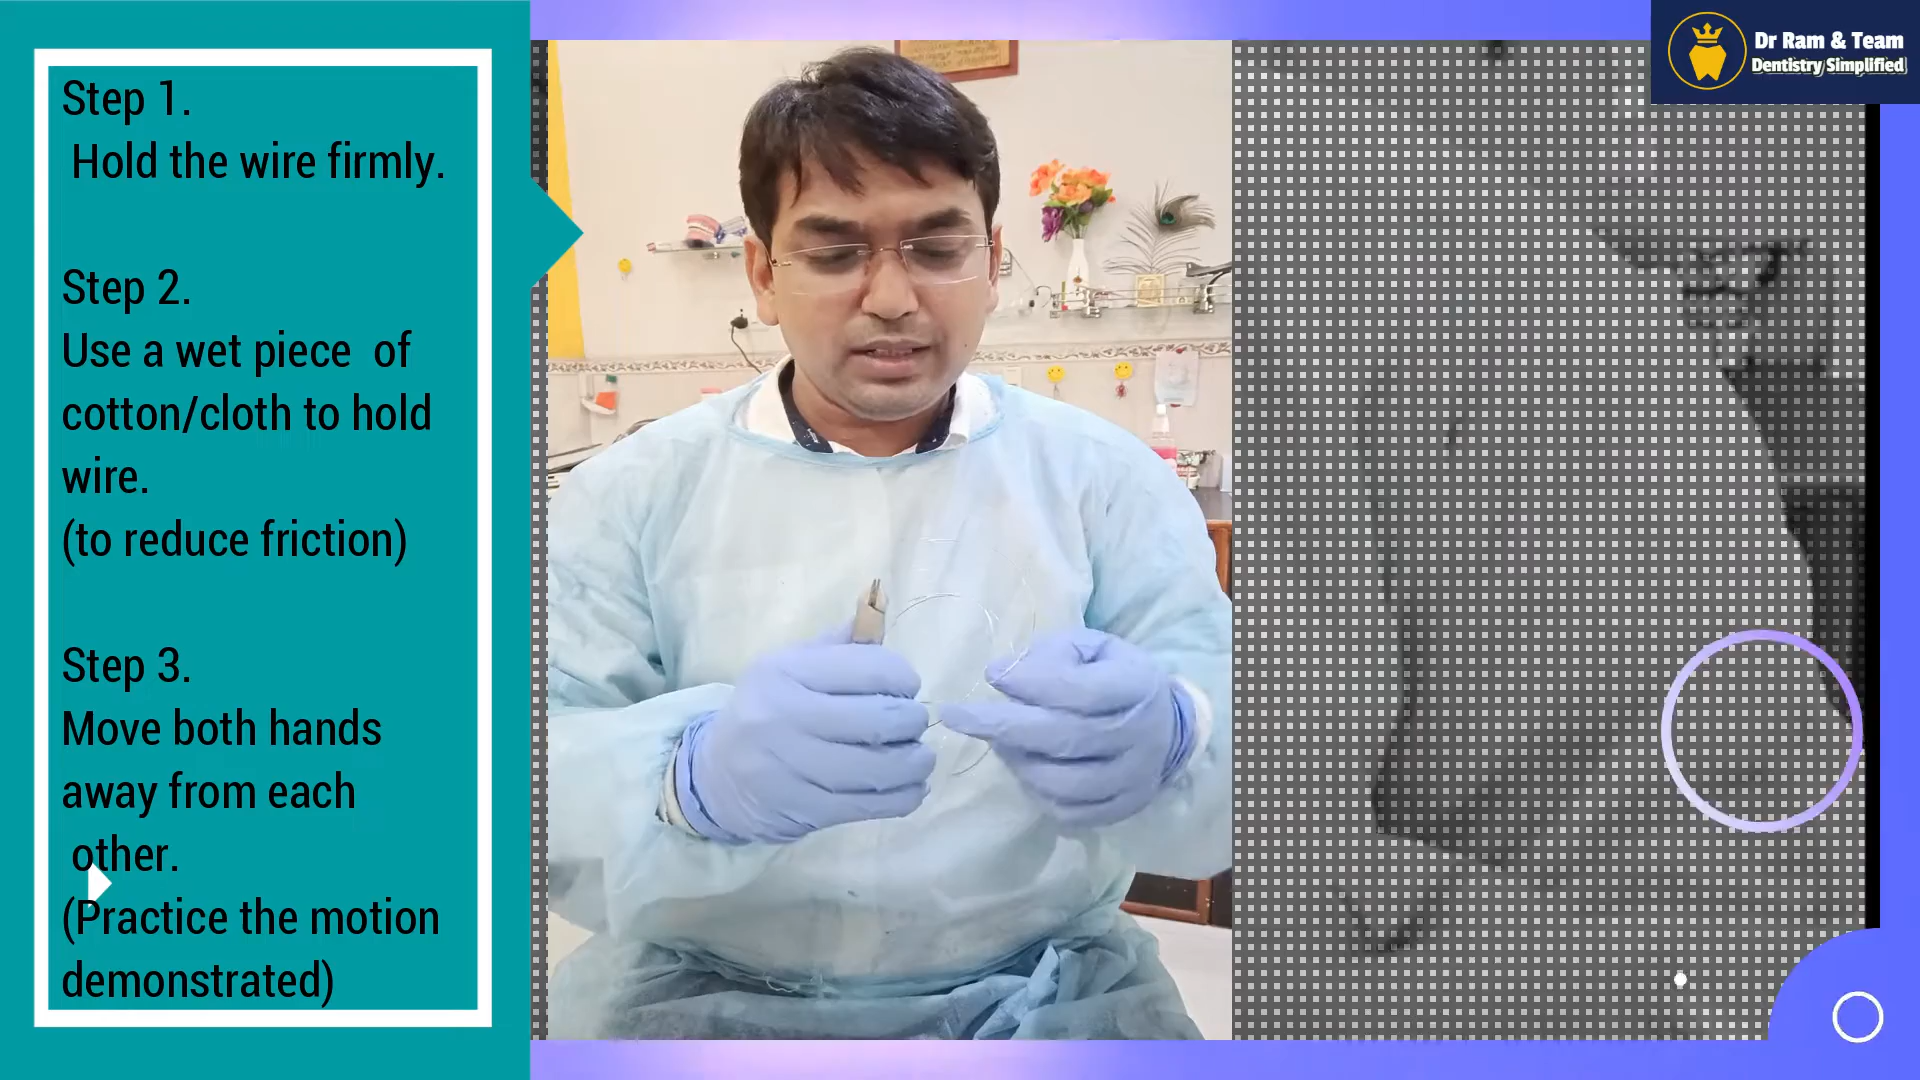 Step 1.
Hold the wire firmly.
Step 2.
Use a wet piece of
cotton/cloth to hold
wire.
(to reduce friction)
Step 3.
Move both hands
away from each
other.
(Practice the motion
demonstrated)
Dr Ram & Team
Dentistry Simplified